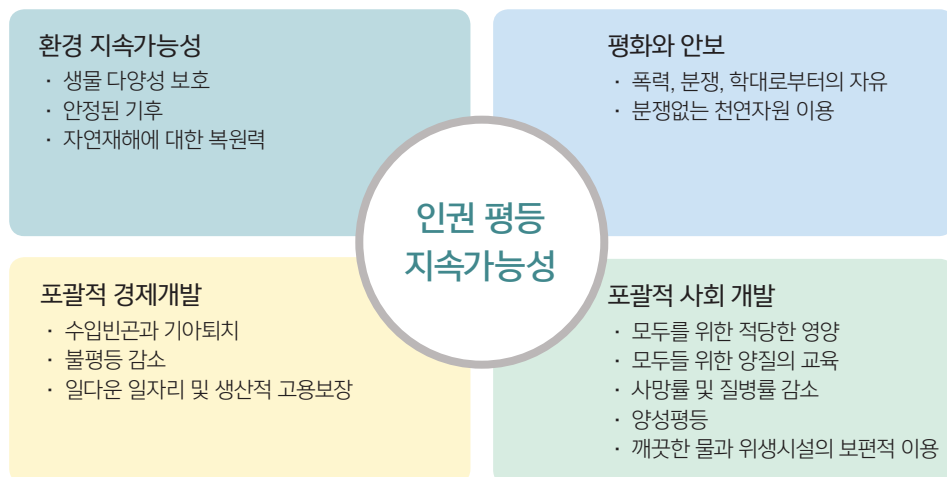 환경 지속가능성
· 생물 다양성 보호
· 안정된 기후
· 자연재해에 대한 복원력
평화와 안보
· 폭력, 분쟁, 학대로부터의 자유
· 분쟁없는 천연자원 이용
인권 평등
지속가능성
포괄적 경제개발
· 수입빈곤과 기아퇴치
· 불평등 감소
· 일다운 일자리 및 생산적 고용보장
포괄적 사회 개발
· 모두를 위한 적당한 영양
· 모두들 위한 양질의 교육
· 사망률 및 질병률 감소
· 양성평등
· 깨끗한 물과 위생시설의 보편적 이용